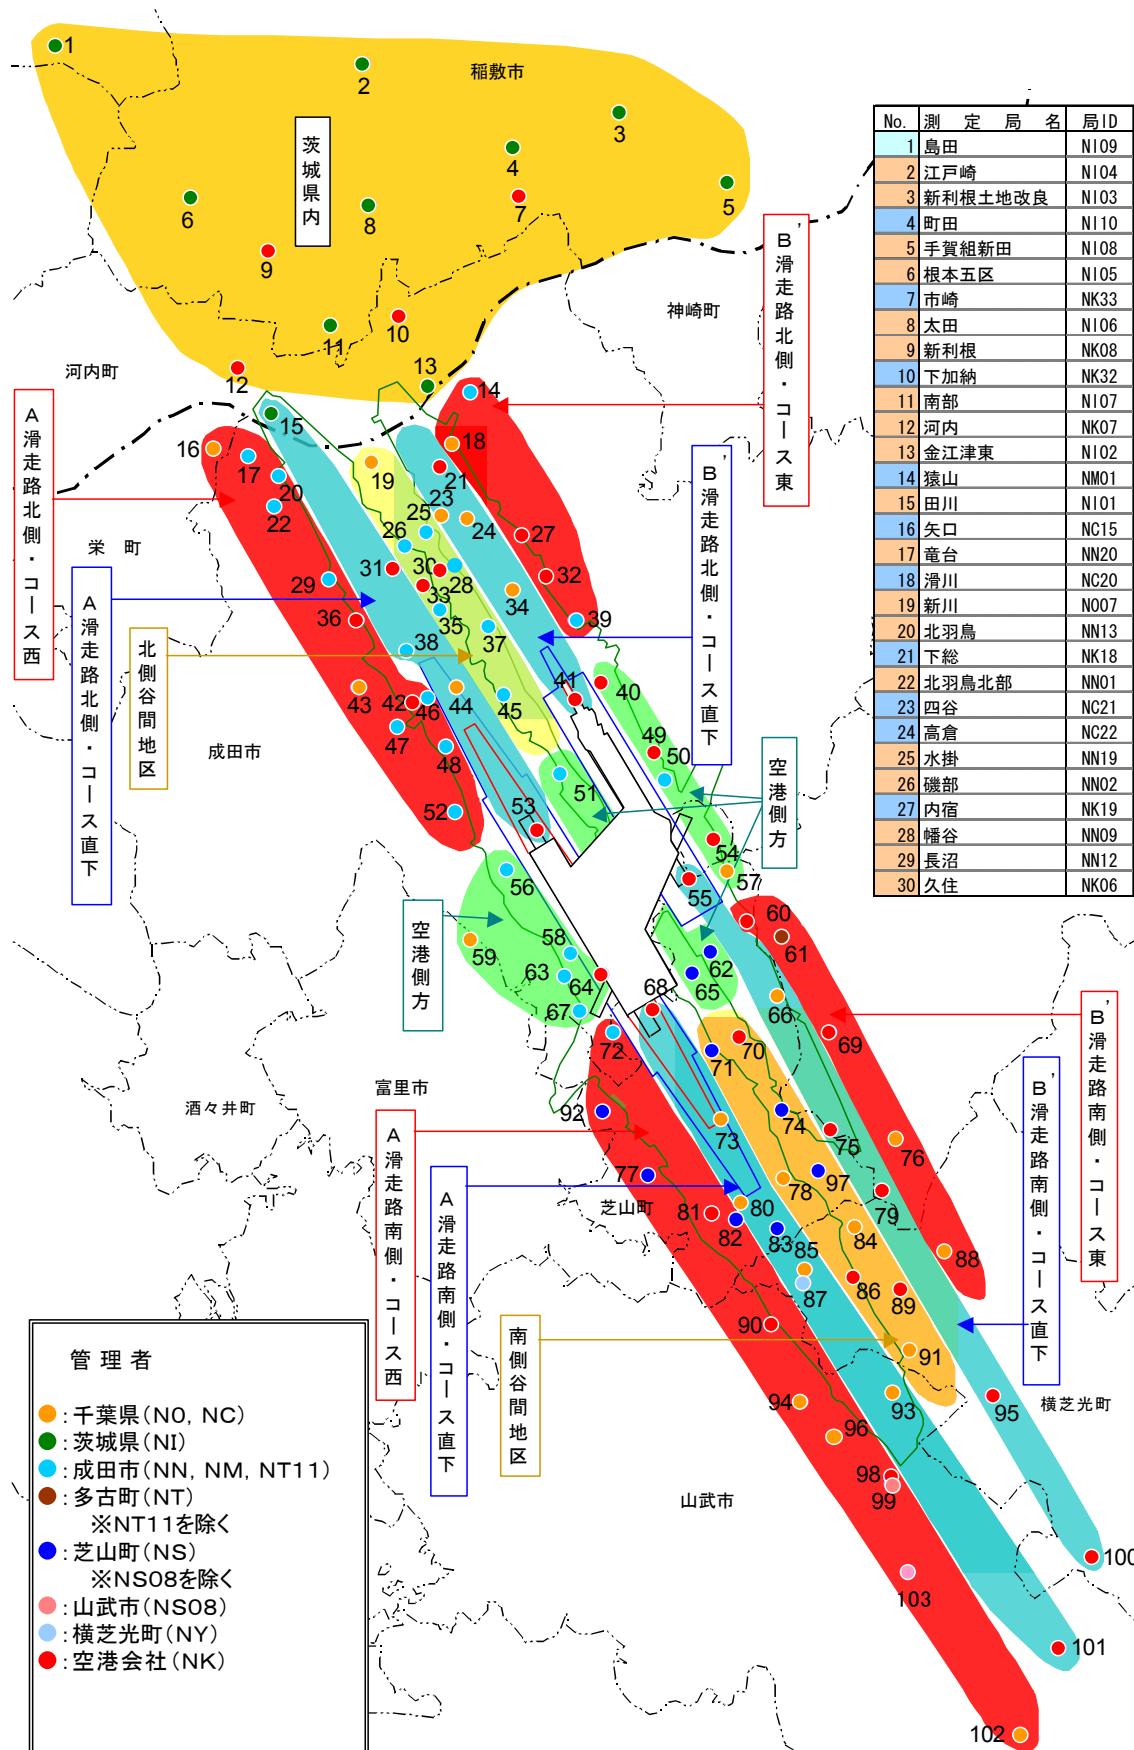 1
2
稲敷市
3
4
茨城県内
5
6
7
8
9
10
11
12
13
14
河内町
神崎町
B'滑走路北側・コース東
A滑走路北側・コース西
15
16
17
18
19
20
21
22
23
24
25
26
27
28
29
30
31
32
33
34
35
36
37
38
39
40
41
42
43
44
45
46
47
48
49
50
51
52
53
54
55
56
57
58
59
60
61
62
63
64
65
66
67
68
69
70
71
72
73
74
75
76
77
78
79
80
81
82
83
84
85
86
87
88
89
90
91
92
93
94
95
96
97
98
99
100
101
102
103
栄 町
A滑走路北側・コース直下
北側谷間地区
B'滑走路北側・コース直下
成田市
空港側方
空港側方
富里市
酒々井町
芝山町
A滑走路南側・コース西
A滑走路南側・コース直下
南側谷間地区
B'滑走路南側・コース東
B'滑走路南側・コース直下
横芝光町
山武市
No. 測定局名 局ID
1 島田 NI09
2 江戸崎 NI04
3 新利根土地改良 NI03
4 町田 NI10
5 手賀組新田 NI08
6 根本五区 NI05
7 市崎 NK33
8 太田 NI06
9 新利根 NK08
10 下加納 NK32
11 南部 NI07
12 河内 NK07
13 金江津東 NI02
14 猿山 NM01
15 田川 NI01
16 矢口 NC15
17 竜台 NN20
18 滑川 NC20
19 新川 NO07
20 北羽鳥 NN13
21 下総 NK18
22 北羽鳥北部 NN01
23 四谷 NC21
24 高倉 NC22
25 水掛 NN19
26 磯部 NN02
27 内宿 NK19
28 幡谷 NN09
29 長沼 NN12
30 久住 NK06
管理者
:千葉県(NO, NC)
:茨城県(NI)
:成田市(NN, NM, NT11)
:多古町(NT)
※NT11を除く
:芝山町(NS)
※NS08を除く
:山武市(NS08)
:横芝光町(NY)
:空港会社(NK)